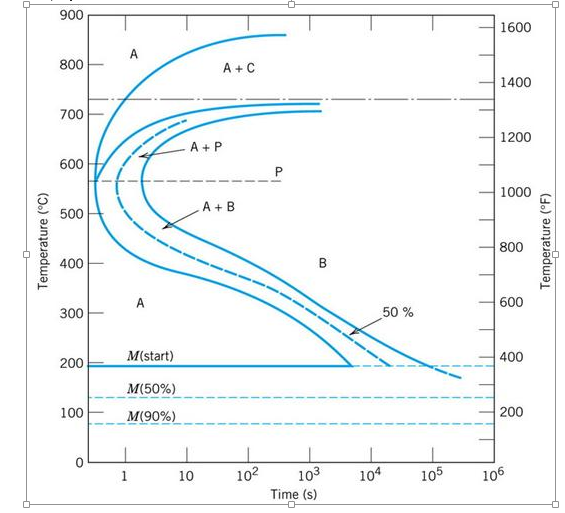 900
800
700
600
500
400
300
200
100
0
Temperature (°C)
A
A + C
A + P
P
A + B
B
A
50 %
M(start)
M(50%)
M(90%)
1600
1400
1200
1000
800
600
400
200
Temperature (°F)
1
10
10²
10³
10⁴
10⁵
10⁶
Time (s)